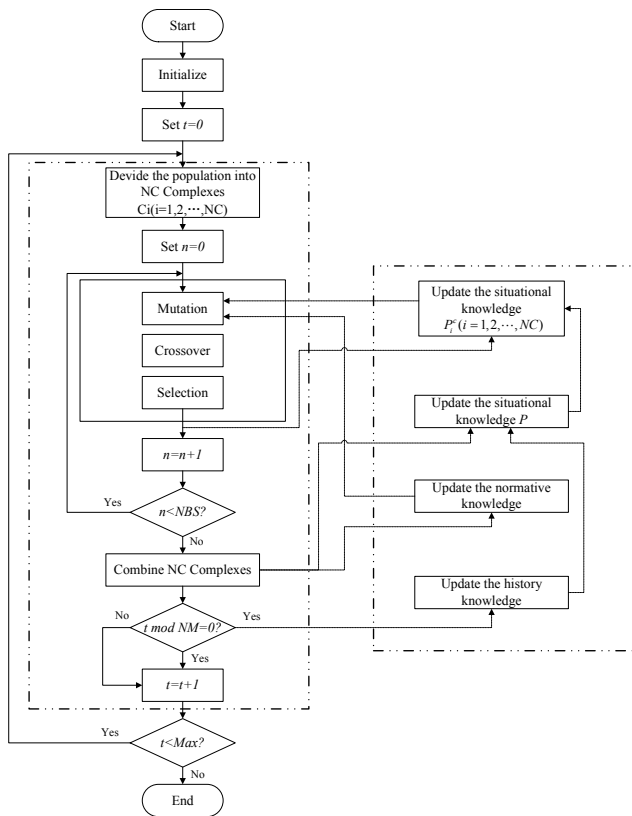 Start
Initialize
Set t=0
Devide the population into
NC Complexes
Ci(i=1,2,⋯,NC)
Set n=0
Mutation
Crossover
Selection
n=n+1
Yes
n<NBS?
No
Combine NC Complexes
No
t mod NM=0?
Yes
Yes
t=t+1
Yes
t<Max?
No
End
Update the situational
knowledge
P_i^c(i=1,2,⋯,NC)
Update the situational
knowledge P
Update the normative
knowledge
Update the history
knowledge